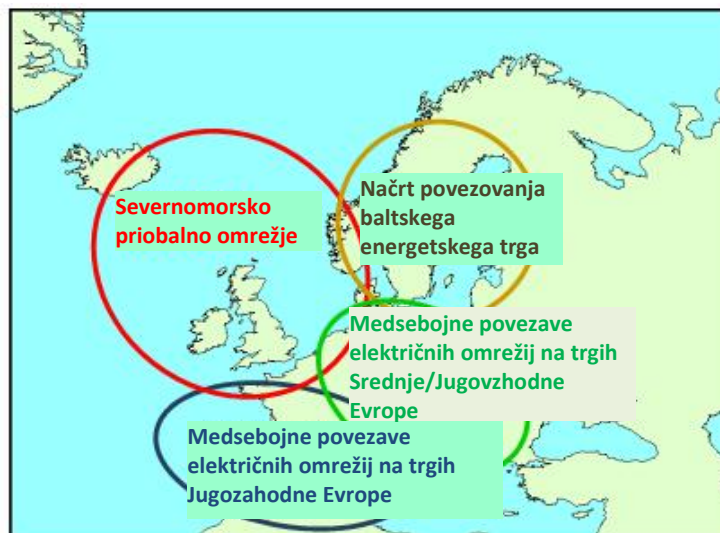 Severnomorsko
priobalno omrežje
Načrt povezovanja
baltskega
energetskega trga
Medsebojne povezave
električnih omrežij na trgih
Srednje/Jugovzhodne
Evrope
Medsebojne povezave
električnih omrežij na trgih
Jugozahodne Evrope